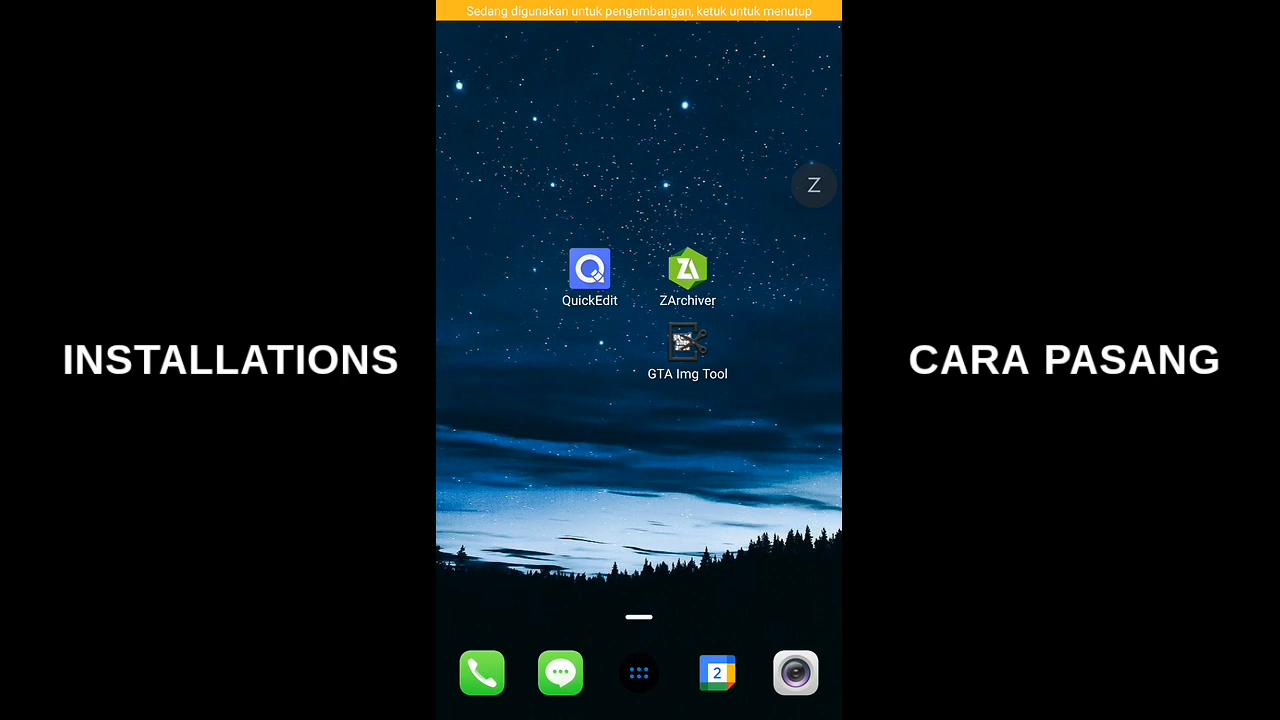 Sedang digunakan untuk pengembangan, ketuk untuk menutup
Z
QuickEdit
ZArchiver
GTA Img Tool
INSTALLATIONS
CARA PASANG
2